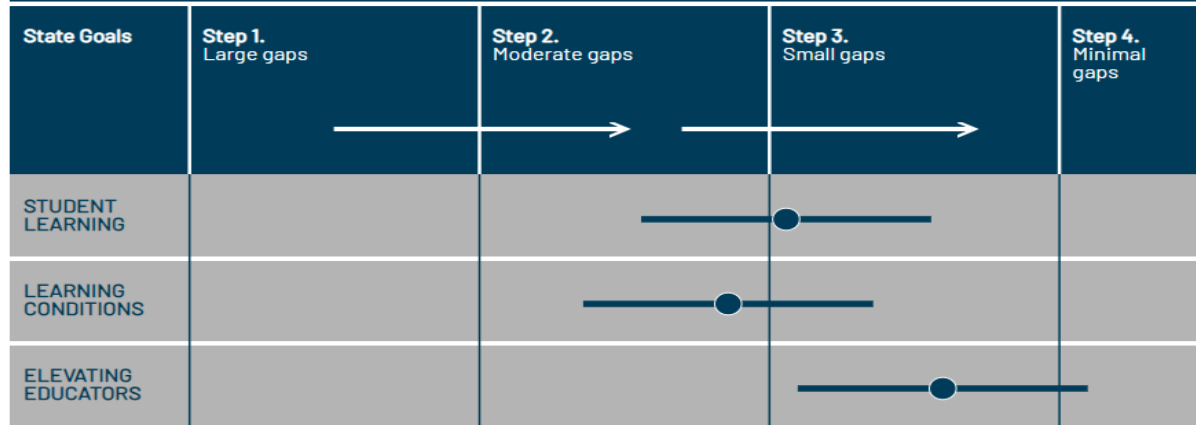 State Goals
Step 1.
Large gaps
Step 2.
Moderate gaps
Step 3.
Small gaps
Step 4.
Minimal
gaps
STUDENT
LEARNING
LEARNING
CONDITIONS
ELEVATING
EDUCATORS